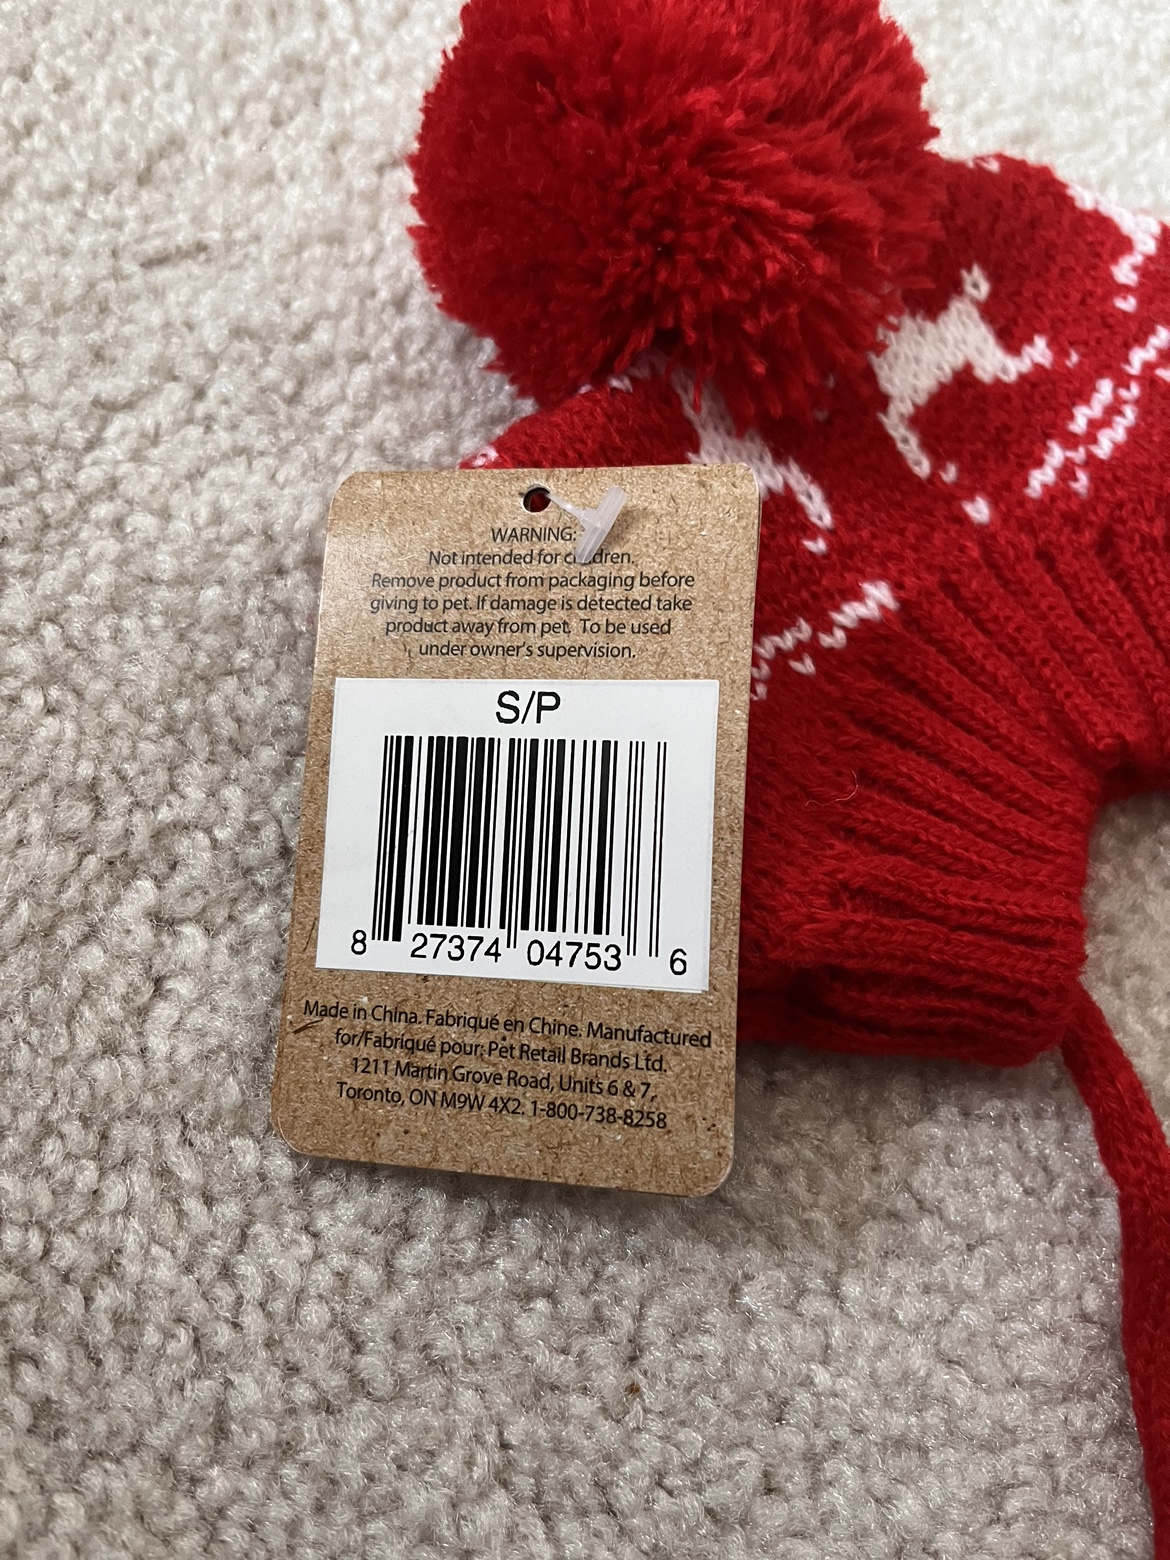 WARNING:
Not intended for children.
Remove product from packaging before
giving to pet. If damage is detected take
product away from pet. To be used
under owner's supervision.
S/P
8 27374 04753 6
Made in China. Fabriqué en Chine. Manufactured
for/Fabriqué pour: Pet Retail Brands Ltd.
1211 Martin Grove Road, Units 6 & 7,
Toronto, ON M9W 4X2. 1-800-738-8258